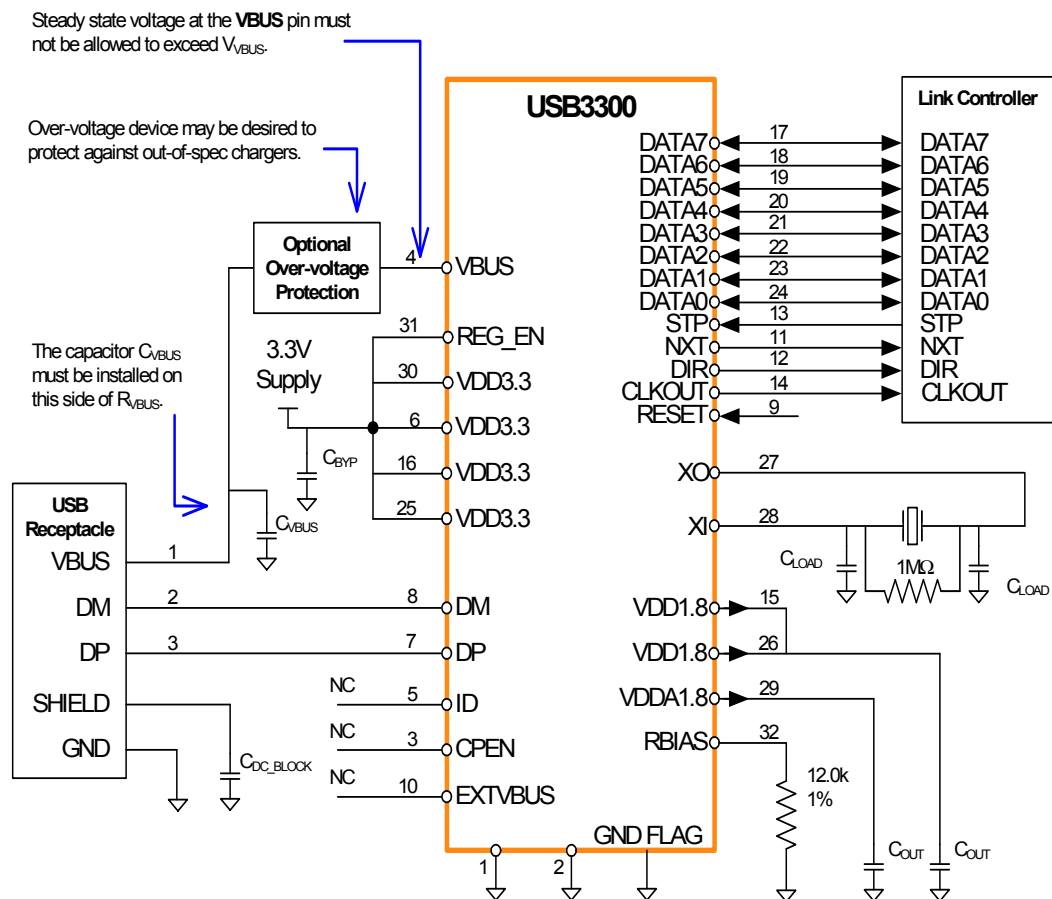 Steady state voltage at the VBUS pin must
not be allowed to exceed VVBUS.
Over-voltage device may be desired to
protect against out-of-spec chargers.
Optional
Over-voltage
Protection
The capacitor CVBUS
must be installed on
this side of RVBUS.
3.3V
Supply
CBYP
CVBUS
USB
Receptacle
VBUS
DM
DP
SHIELD
GND
1
2
3
CDC_BLOCK
NC
NC
NC
USB3300
4
VBUS
31
REG_EN
30
VDD3.3
6
VDD3.3
16
VDD3.3
25
VDD3.3
8
DM
7
DP
5
ID
3
CPEN
10
EXTVBUS
1
2
GND FLAG
DATA7
17
DATA6
18
DATA5
19
DATA4
20
DATA3
21
DATA2
22
DATA1
23
DATA0
24
STP
13
NXT
11
DIR
12
CLKOUT
14
RESET
9
XO
27
XI
28
VDD1.8
15
VDD1.8
26
VDDA1.8
29
RBIAS
32
Link Controller
DATA7
DATA6
DATA5
DATA4
DATA3
DATA2
DATA1
DATA0
STP
NXT
DIR
CLKOUT
CLOAD
1MΩ
CLOAD
12.0k
1%
COUT
COUT